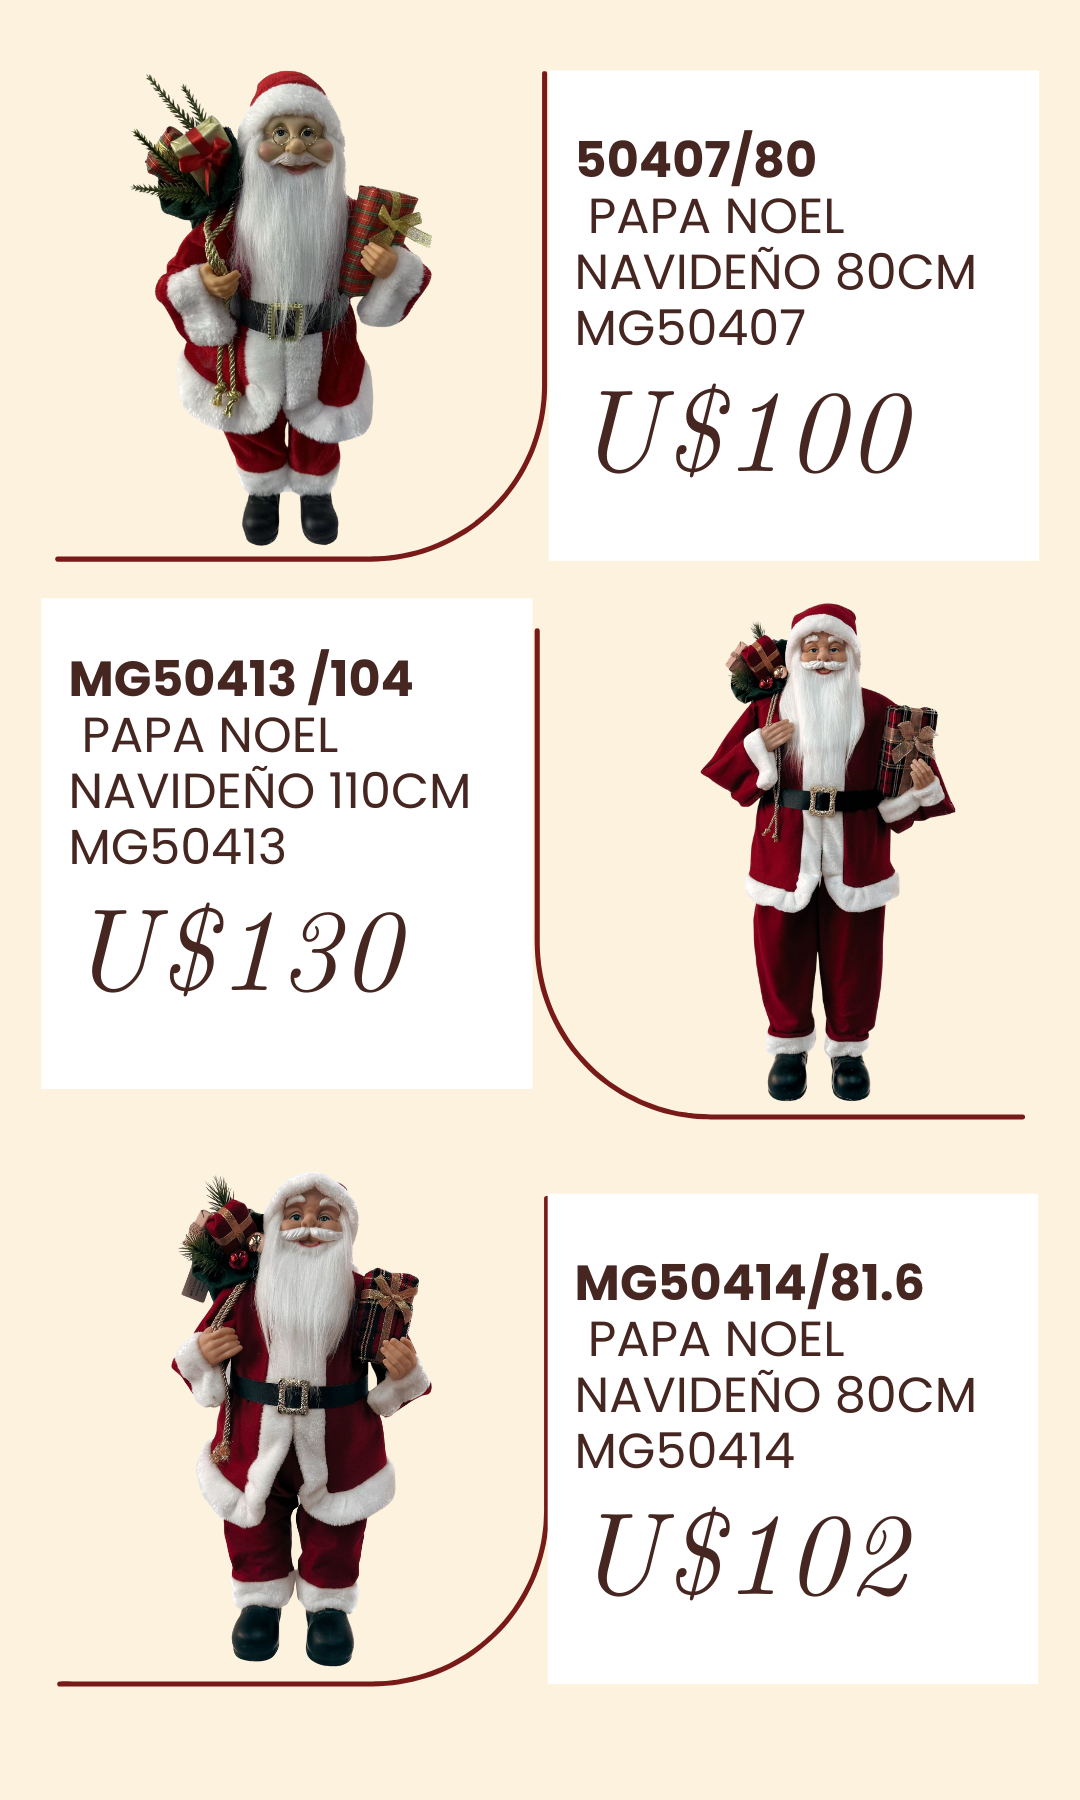 50407/80
PAPA NOEL
NAVIDEÑO 80CM
MG50407
U$100
MG50413 /104
PAPA NOEL
NAVIDEÑO 110CM
MG50413
U$130
MG50414/81.6
PAPA NOEL
NAVIDEÑO 80CM
MG50414
U$102